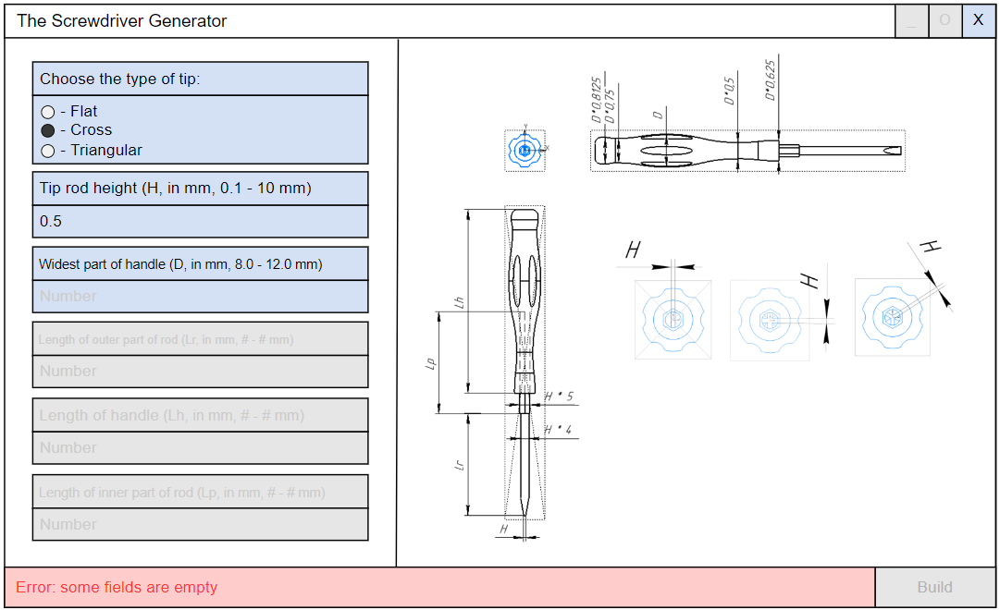 The Screwdriver Generator
_ O X
Choose the type of tip:
- Flat
- Cross
- Triangular
Tip rod height (H, in mm, 0.1 - 10 mm)
0.5
Widest part of handle (D, in mm, 8.0 - 12.0 mm)
Number
Length of outer part of rod (Lr, in mm, # - # mm)
Number
Length of handle (Lh, in mm, # - # mm)
Number
Length of inner part of rod (Lp, in mm, # - # mm)
Number
Y
X
D*0,8125
D*0,75
D
D*0,5
D*0,625
Lh
Lp
Lr
H * 5
H * 4
H
H
H
H
Error: some fields are empty
Build